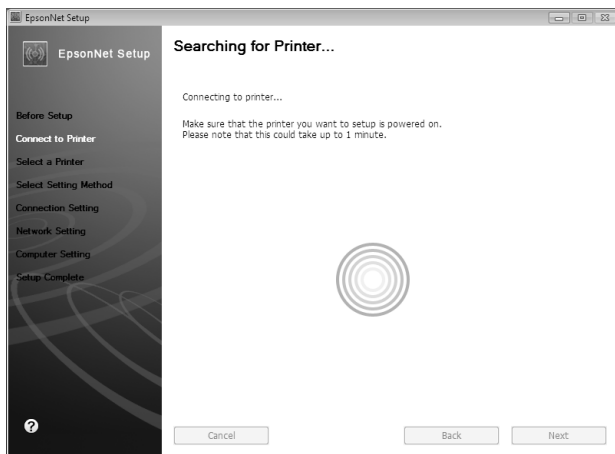 EpsonNet Setup
EpsonNet Setup
Before Setup
Connect to Printer
Select a Printer
Select Setting Method
Connection Setting
Network Setting
Computer Setting
Setup Complete
?
Searching for Printer...
Connecting to printer...
Make sure that the printer you want to setup is powered on.
Please note that this could take up to 1 minute.
Cancel
Back
Next